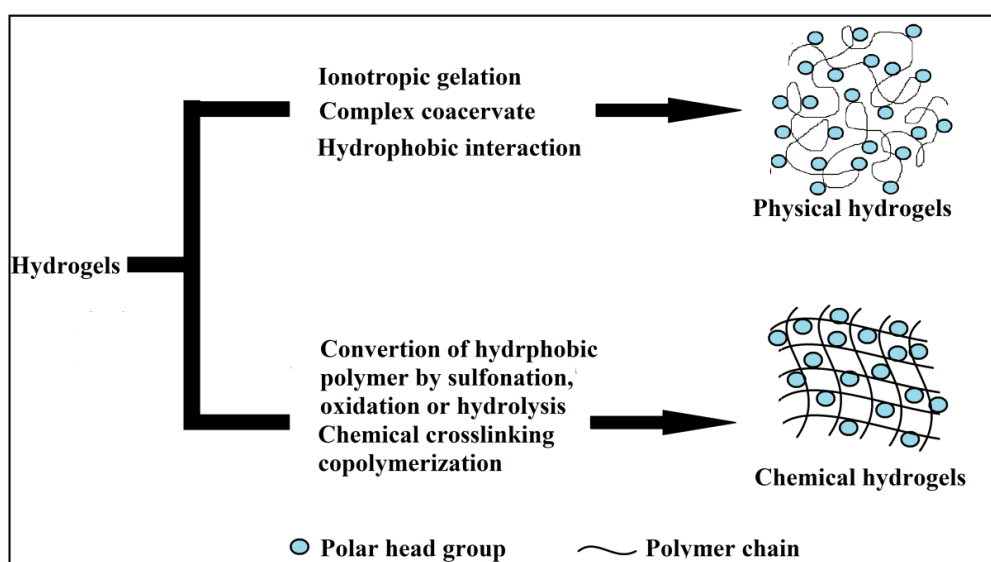 Ionotropic gelation
Complex coacervate
Hydrophobic interaction
Physical hydrogels
Hydrogels
Convertion of hydrphobic
polymer by sulfonation,
oxidation or hydrolysis
Chemical crosslinking
copolymerization
Chemical hydrogels
Polar head group
Polymer chain